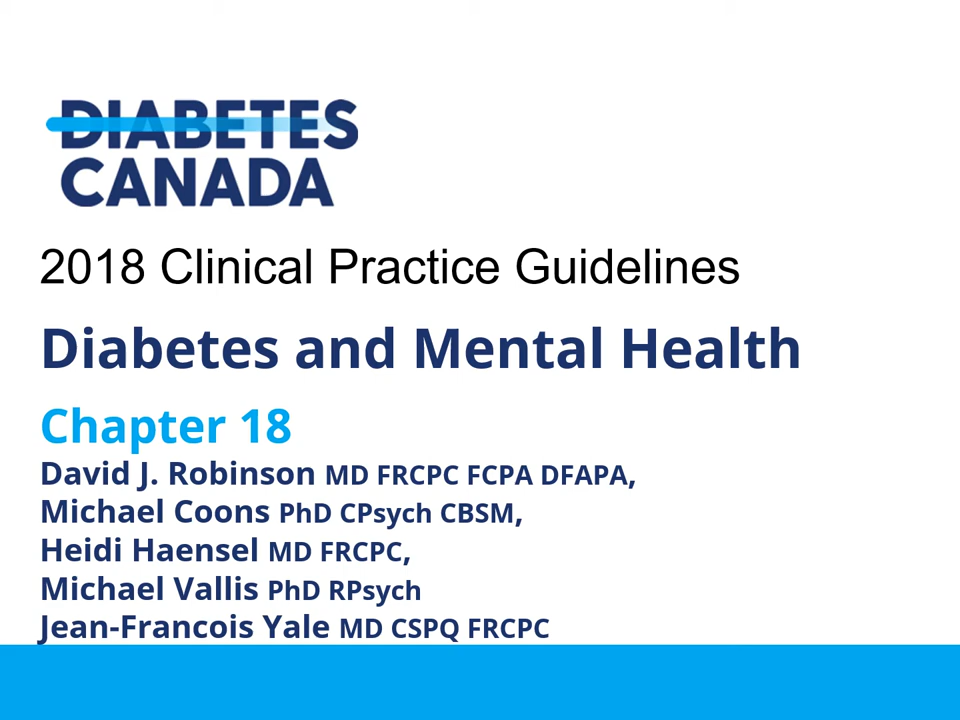 DIABETES
CANADA
2018 Clinical Practice Guidelines
Diabetes and Mental Health
Chapter 18
David J. Robinson MD FRCPC FCPA DFAPA,
Michael Coons PhD CPsych CBSM,
Heidi Haensel MD FRCPC,
Michael Vallis PhD RPsych
Jean-Francois Yale MD CSPQ FRCPC